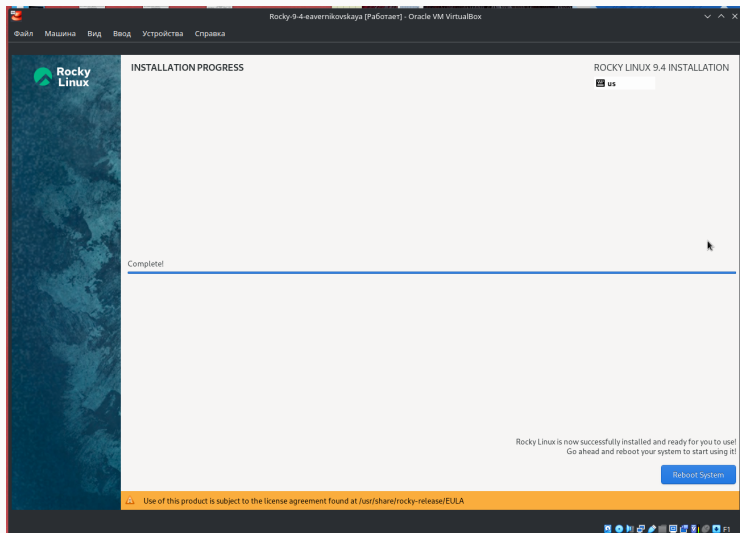 Rocky-9-4-eavernikovskaya [Работает] - Oracle VM VirtualBox
Файл Машина Вид Ввод Устройства Справка
Rocky
Linux
INSTALLATION PROGRESS
ROCKY LINUX 9.4 INSTALLATION
us
Complete!
Rocky Linux is now successfully installed and ready for you to use!
Go ahead and reboot your system to start using it!
Reboot System
Use of this product is subject to the license agreement found at /usr/share/rocky-release/EULA
F1